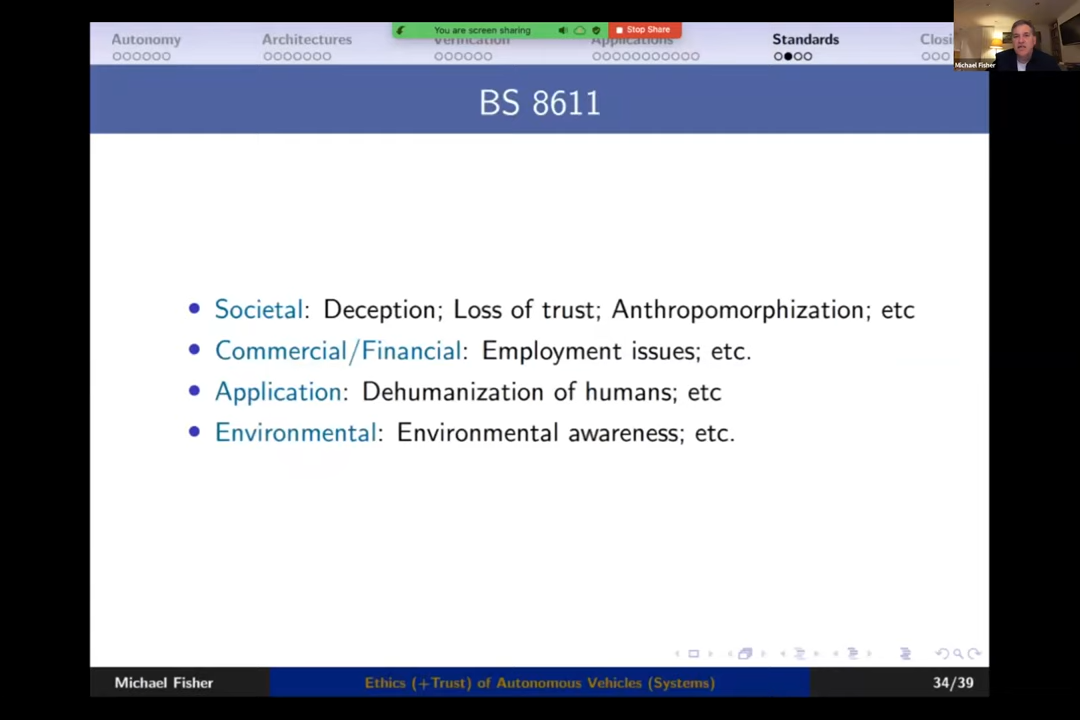 You are screen sharing
Stop Share
Autonomy Architectures Verification Applications Standards Closi
Michael Fisher
BS 8611
• Societal: Deception; Loss of trust; Anthropomorphization; etc
• Commercial/Financial: Employment issues; etc.
• Application: Dehumanization of humans; etc
• Environmental: Environmental awareness; etc.
Michael Fisher Ethics (+Trust) of Autonomous Vehicles (Systems) 34/39